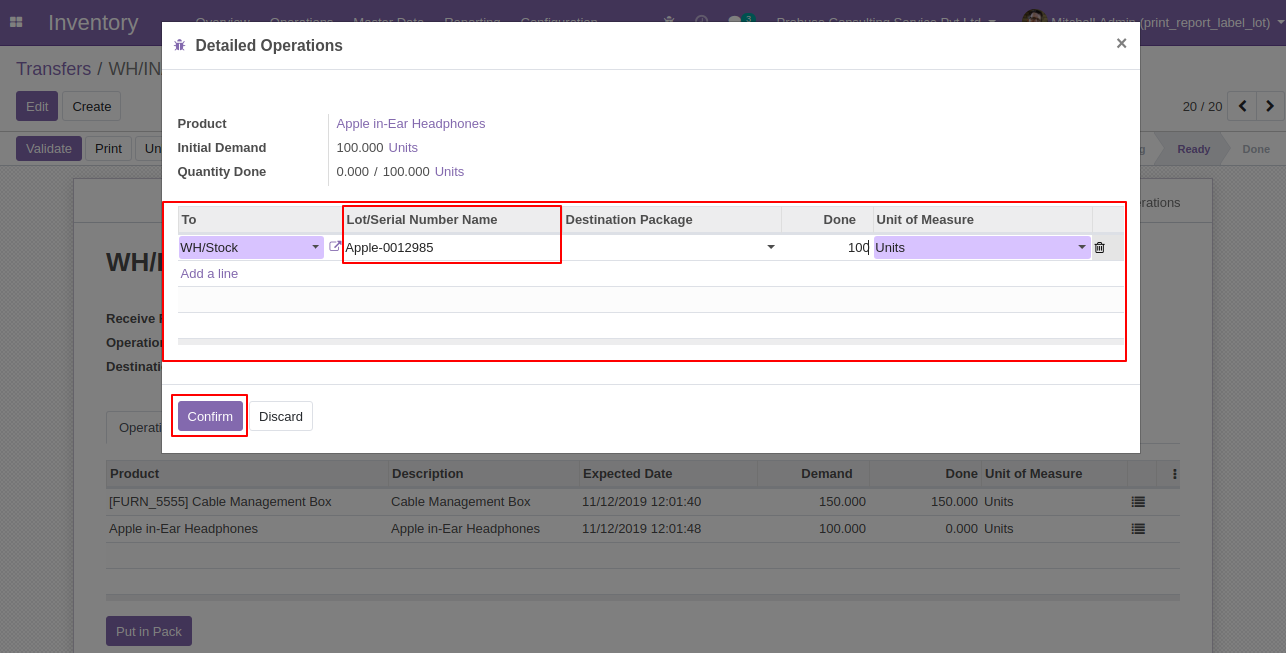 Inventory
Overview Operations Master Data Reporting Configuration 3 Probuse Consulting Service Pvt Ltd Mitchell Admin (print_report_label_lot)
Detailed Operations ×
Transfers / WH/IN
Edit Create 20 / 20
Validate Print Un Ready Done
Product Apple in-Ear Headphones
Initial Demand 100.000 Units
Quantity Done 0.000 / 100.000 Units
To Lot/Serial Number Name Destination Package Done Unit of Measure
WH/Stock Apple-0012985 100 Units
Add a line
WH/I
Receive F
Operation
Destinati
Confirm Discard
Operati
Product Description Expected Date Demand Done Unit of Measure
[FURN_5555] Cable Management Box Cable Management Box 11/12/2019 12:01:40 150.000 150.000 Units
Apple in-Ear Headphones Apple in-Ear Headphones 11/12/2019 12:01:48 100.000 0.000 Units
Put in Pack